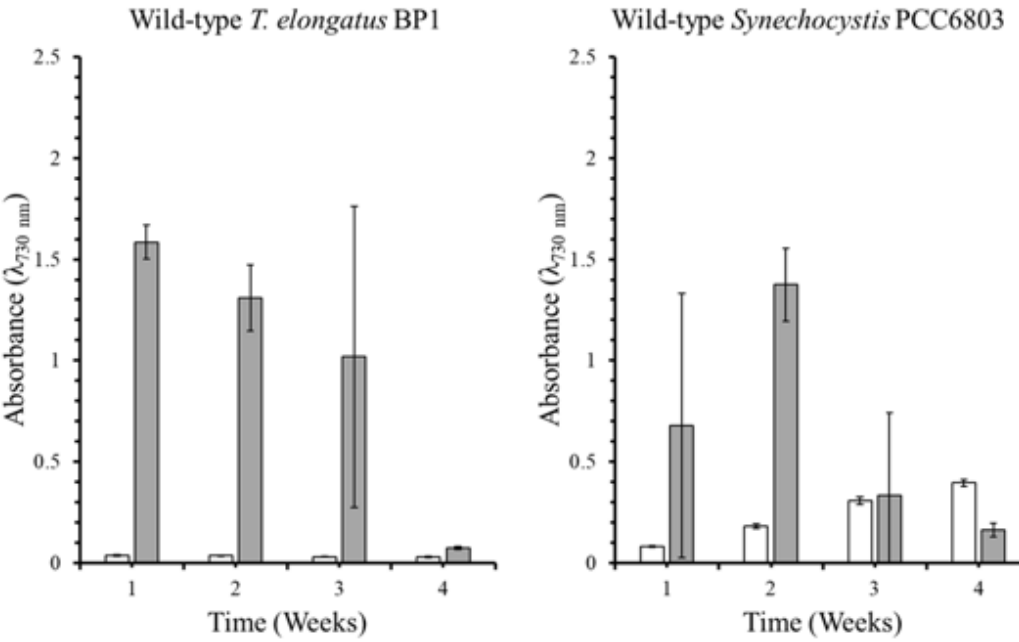 Wild-type T. elongatus BP1
2.5
2
1.5
1
0.5
0
Absorbance (λ730 nm)
1 2 3 4
Time (Weeks)
Wild-type Synechocystis PCC6803
2.5
2
1.5
1
0.5
0
Absorbance (λ730 nm)
1 2 3 4
Time (Weeks)